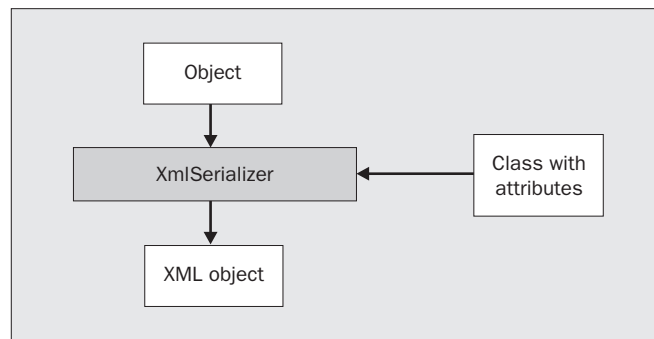 Object
XmlSerializer
Class with
attributes
XML object